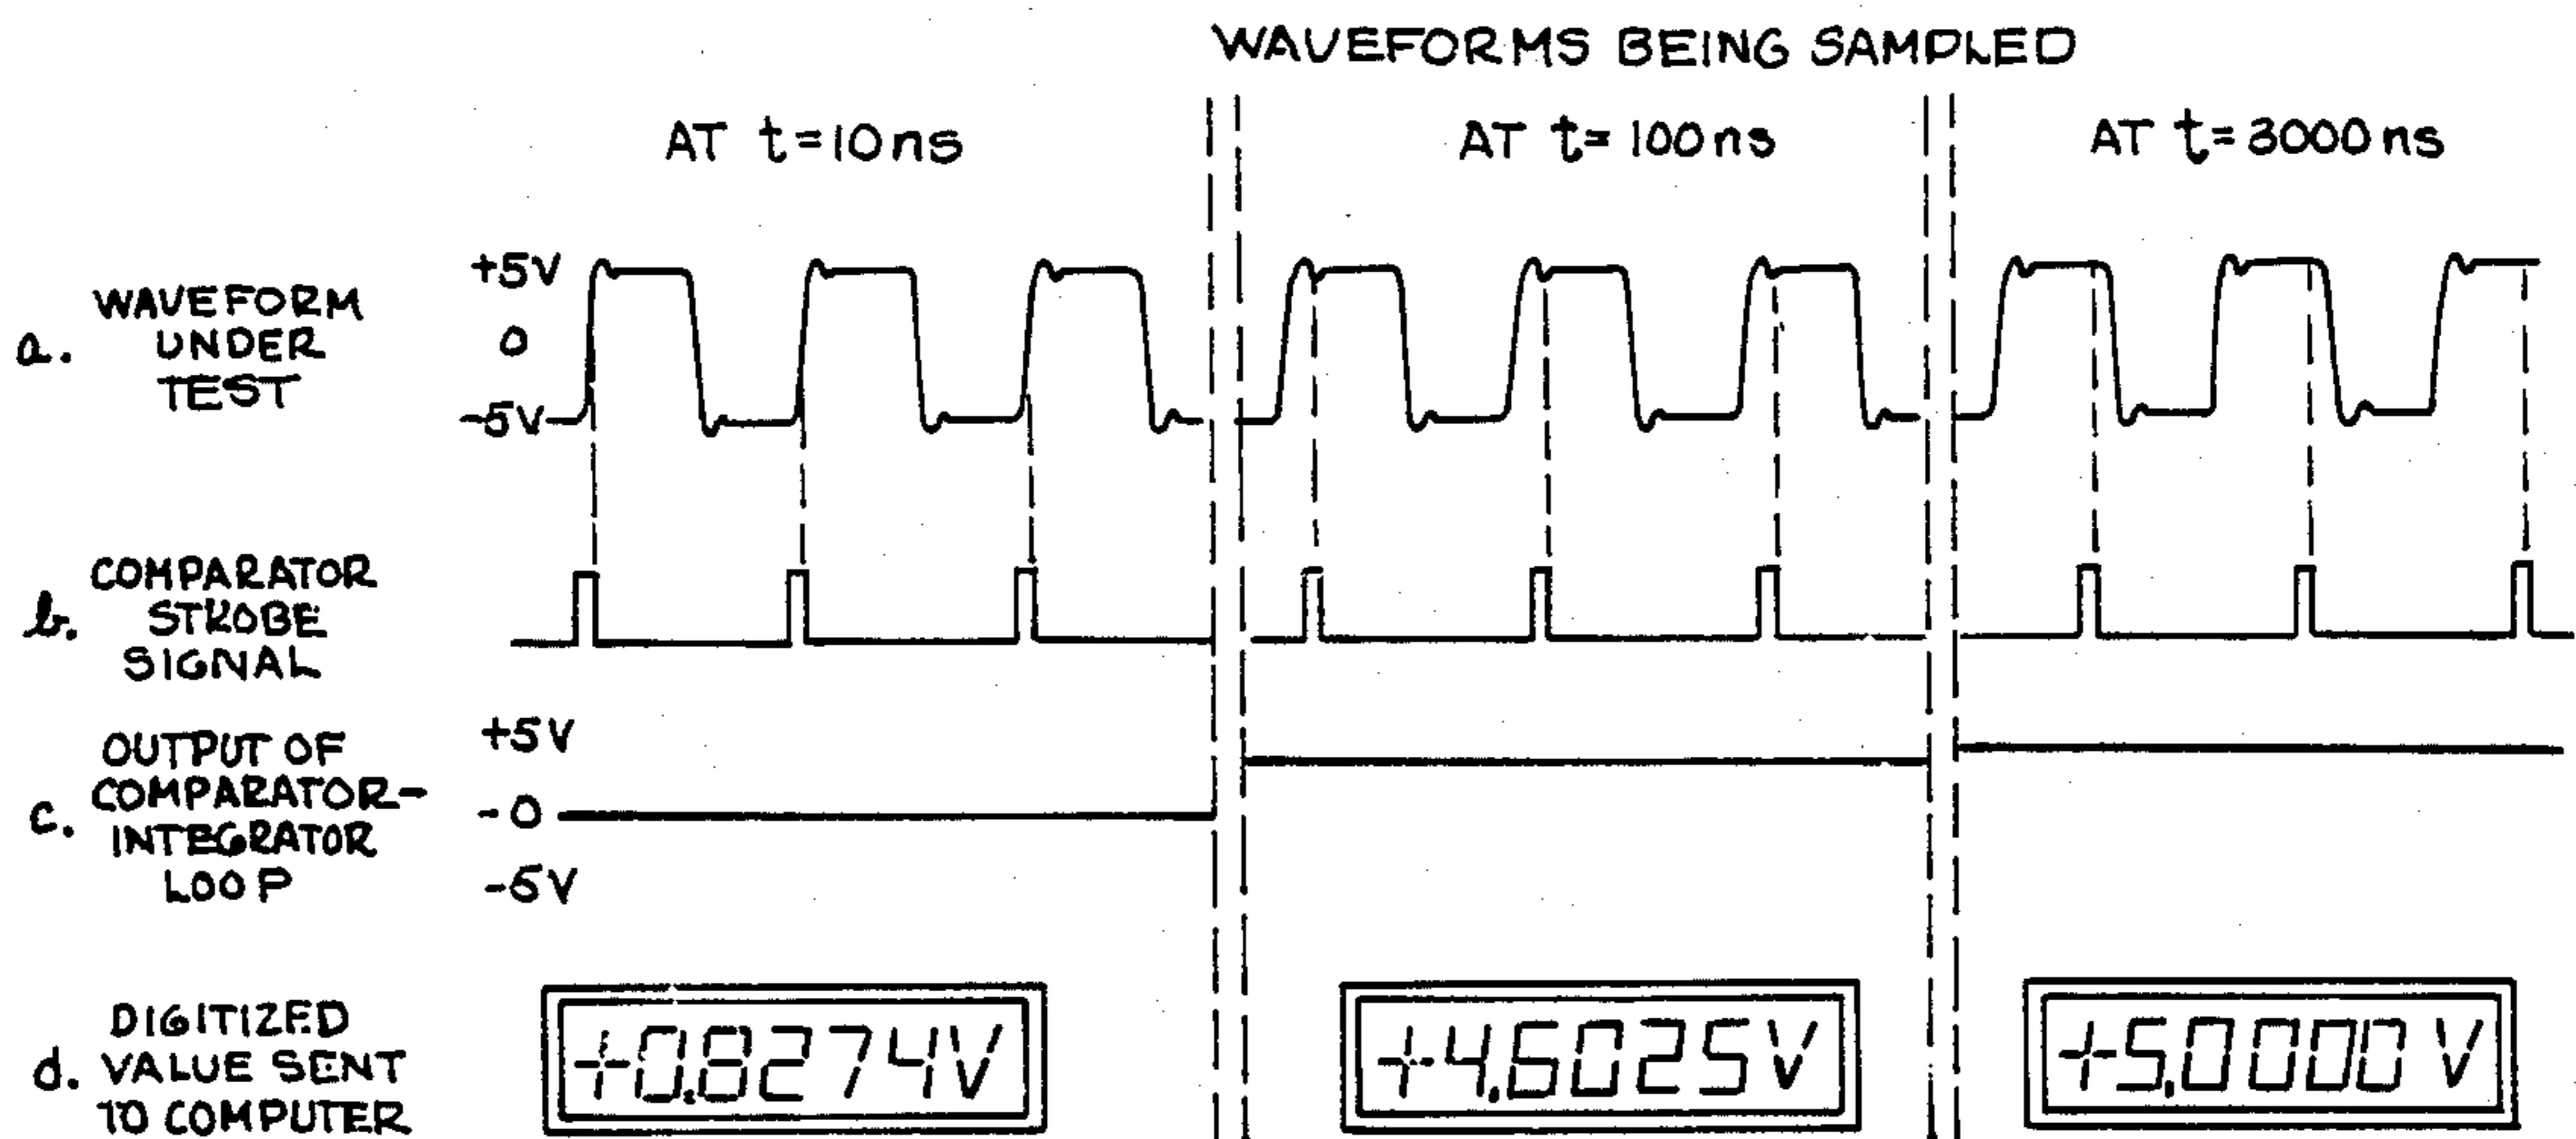 WAVEFORMS BEING SAMPLED
AT t=10ns
AT t=100ns
AT t=3000ns
a. WAVEFORM
UNDER
TEST
+5V
0
-5V
b. COMPARATOR
STROBE
SIGNAL
c. OUTPUT OF
COMPARATOR-
INTEGRATOR
LOOP
+5V
-0
-5V
d. DIGITIZED
VALUE SENT
TO COMPUTER
+0.8274V
+4.6025V
+5.0000 V